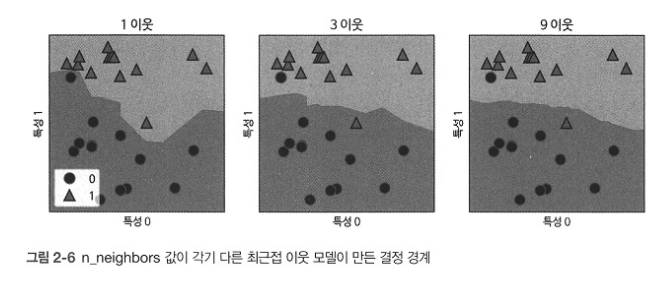 1 이웃
3 이웃
9 이웃
특성 1
특성 1
특성 1
0
1
특성 0
특성 0
특성 0
그림 2-6 n_neighbors 값이 각기 다른 최근접 이웃 모델이 만든 결정 경계